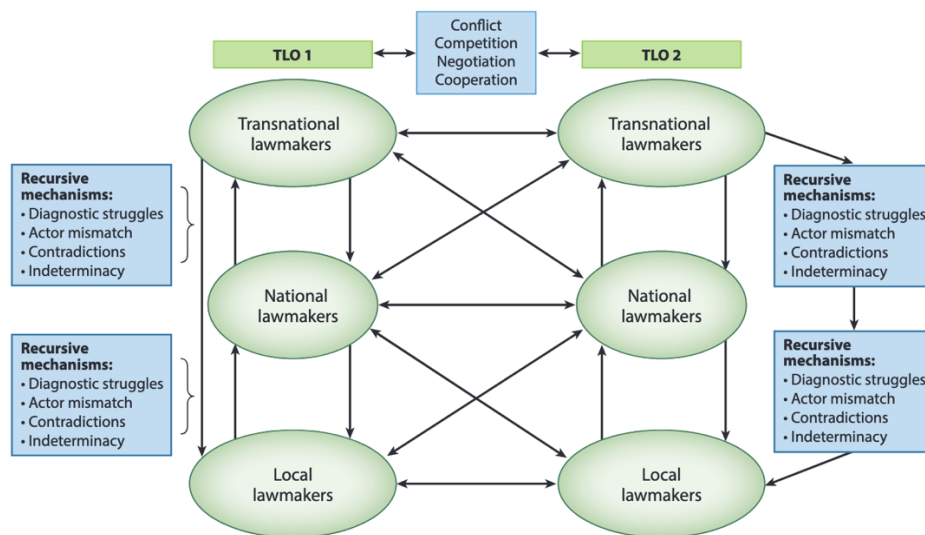 TLO 1
Conflict
Competition
Negotiation
Cooperation
TLO 2
Transnational
lawmakers
Transnational
lawmakers
Recursive
mechanisms:
• Diagnostic struggles
• Actor mismatch
• Contradictions
• Indeterminacy
Recursive
mechanisms:
• Diagnostic struggles
• Actor mismatch
• Contradictions
• Indeterminacy
National
lawmakers
National
lawmakers
Recursive
mechanisms:
• Diagnostic struggles
• Actor mismatch
• Contradictions
• Indeterminacy
Recursive
mechanisms:
• Diagnostic struggles
• Actor mismatch
• Contradictions
• Indeterminacy
Local
lawmakers
Local
lawmakers